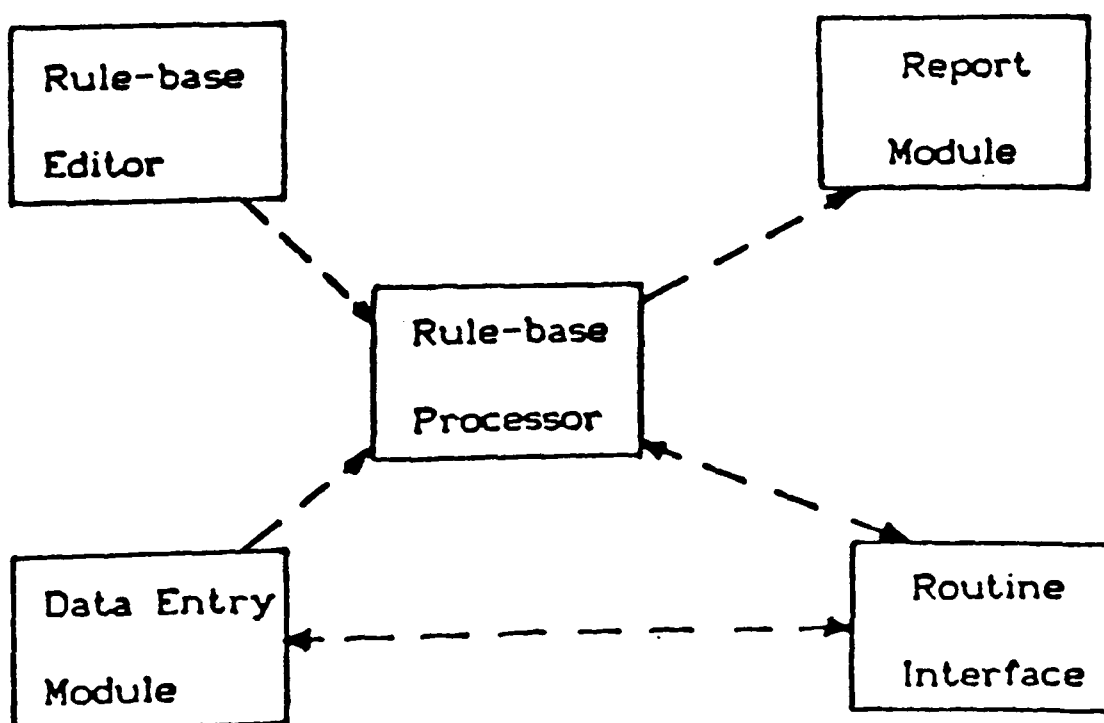 Rule-base
Editor
Report
Module
Rule-base
Processor
Data Entry
Module
Routine
Interface